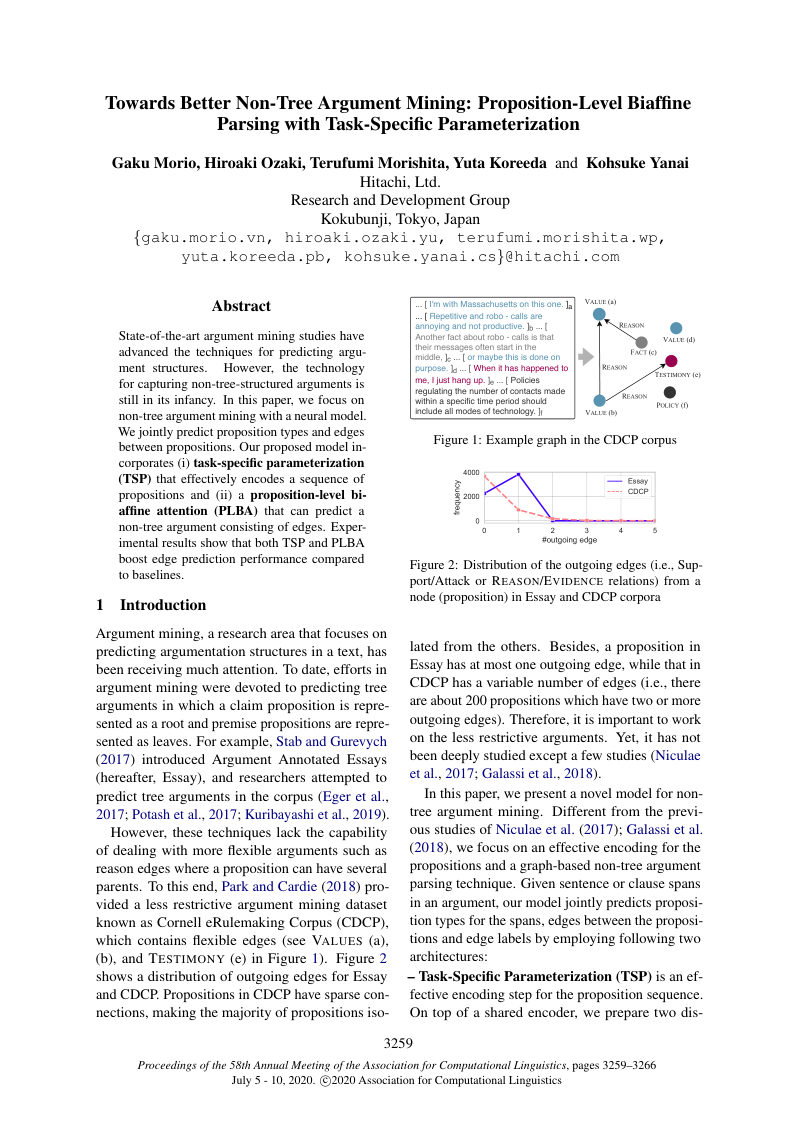 Towards Better Non-Tree Argument Mining: Proposition-Level Biaffine
Parsing with Task-Specific Parameterization
Gaku Morio, Hiroaki Ozaki, Terufumi Morishita, Yuta Koreeda and Kohsuke Yanai
Hitachi, Ltd.
Research and Development Group
Kokubunji, Tokyo, Japan
{gaku.morio.vn, hiroaki.ozaki.yu, terufumi.morishita.wp,
yuta.koreeda.pb, kohsuke.yanai.cs}@hitachi.com
Abstract
State-of-the-art argument mining studies have
advanced the techniques for predicting argu-
ment structures. However, the technology
for capturing non-tree-structured arguments is
still in its infancy. In this paper, we focus on
non-tree argument mining with a neural model.
We jointly predict proposition types and edges
between propositions. Our proposed model in-
corporates (i) task-specific parameterization
(TSP) that effectively encodes a sequence of
propositions and (ii) a proposition-level bi-
affine attention (PLBA) that can predict a
non-tree argument consisting of edges. Exper-
imental results show that both TSP and PLBA
boost edge prediction performance compared
to baselines.
1 Introduction
Argument mining, a research area that focuses on
predicting argumentation structures in a text, has
been receiving much attention. To date, efforts in
argument mining were devoted to predicting tree
arguments in which a claim proposition is repre-
sented as a root and premise propositions are repre-
sented as leaves. For example, Stab and Gurevych
(2017) introduced Argument Annotated Essays
(hereafter, Essay), and researchers attempted to
predict tree arguments in the corpus (Eger et al.,
2017; Potash et al., 2017; Kuribayashi et al., 2019).
However, these techniques lack the capability
of dealing with more flexible arguments such as
reason edges where a proposition can have several
parents. To this end, Park and Cardie (2018) pro-
vided a less restrictive argument mining dataset
known as Cornell eRulemaking Corpus (CDCP),
which contains flexible edges (see VALUES (a),
(b), and TESTIMONY (e) in Figure 1). Figure 2
shows a distribution of outgoing edges for Essay
and CDCP. Propositions in CDCP have sparse con-
nections, making the majority of propositions iso-
... [ I'm with Massachusetts on this one. ]a
... [ Repetitive and robo - calls are
annoying and not productive. ]b ... [
Another fact about robo - calls is that
their messages often start in the
middle, ]c ... [ or maybe this is done on
purpose. ]d ... [ When it has happened to
me, I just hang up. ]e ... [ Policies
regulating the number of contacts made
within a specific time period should
include all modes of technology. ]f
VALUE (a)
REASON
FACT (c)
VALUE (d)
REASON
TESTIMONY (e)
REASON
VALUE (b)
POLICY (f)
Figure 1: Example graph in the CDCP corpus
frequency
4000
2000
0
Essay
CDCP
0 1 2 3 4 5
#outgoing edge
Figure 2: Distribution of the outgoing edges (i.e., Sup-
port/Attack or REASON/EVIDENCE relations) from a
node (proposition) in Essay and CDCP corpora
lated from the others. Besides, a proposition in
Essay has at most one outgoing edge, while that in
CDCP has a variable number of edges (i.e., there
are about 200 propositions which have two or more
outgoing edges). Therefore, it is important to work
on the less restrictive arguments. Yet, it has not
been deeply studied except a few studies (Niculae
et al., 2017; Galassi et al., 2018).
In this paper, we present a novel model for non-
tree argument mining. Different from the previ-
ous studies of Niculae et al. (2017); Galassi et al.
(2018), we focus on an effective encoding for the
propositions and a graph-based non-tree argument
parsing technique. Given sentence or clause spans
in an argument, our model jointly predicts proposi-
tion types for the spans, edges between the proposi-
tions and edge labels by employing following two
architectures:
– Task-Specific Parameterization (TSP) is an ef-
fective encoding step for the proposition sequence.
On top of a shared encoder, we prepare two dis-
3259
Proceedings of the 58th Annual Meeting of the Association for Computational Linguistics, pages 3259–3266
July 5 - 10, 2020. ©2020 Association for Computational Linguistics